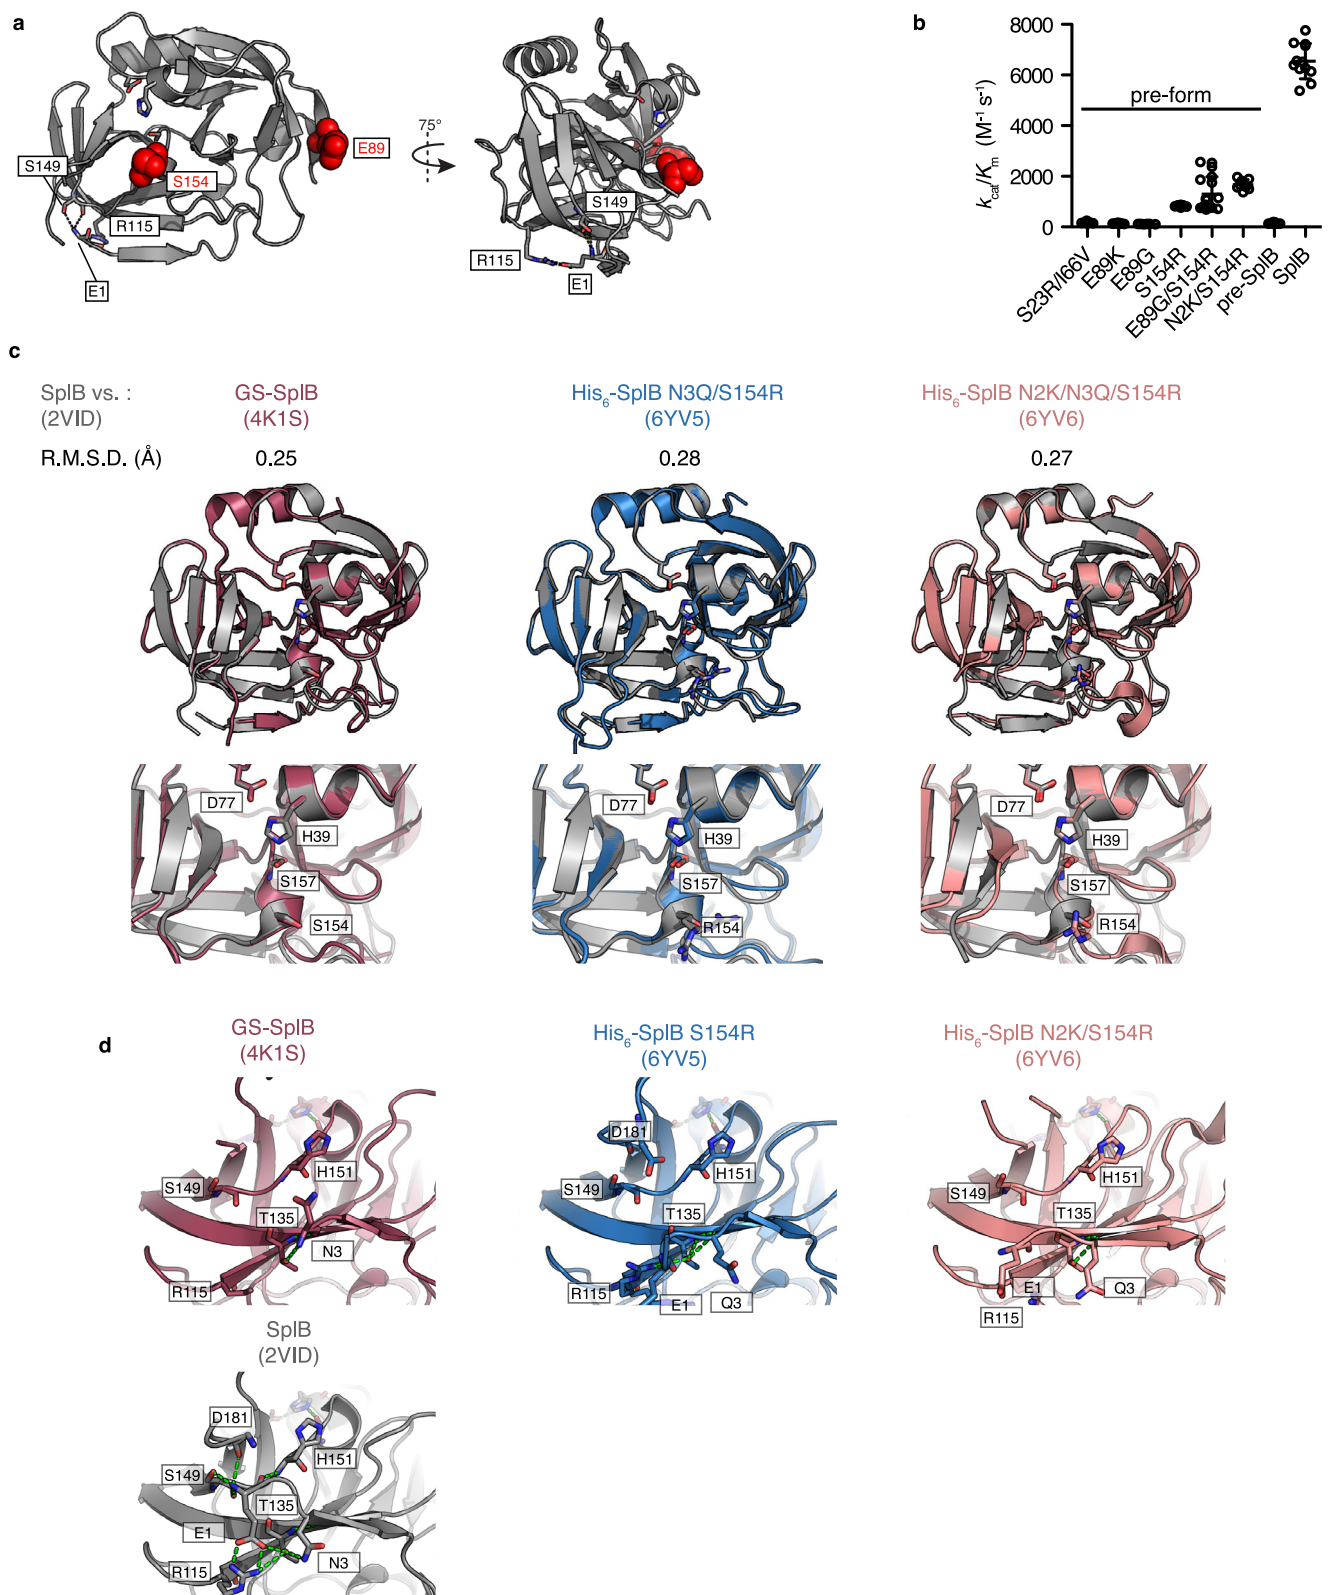 a
S149
S154
E89
R115
E1
75°
S149
R115
E1
b
8000
6000
4000
2000
0
kcat/Km (M-1 s-1)
pre-form
S23R/I66V
E89K
E89G
S154R
E89G/S154R
N2K/S154R
pre-SplB
SplB
c
SplB vs. :
(2VID)
GS-SplB
(4K1S)
His6-SplB N3Q/S154R
(6YV5)
His6-SplB N2K/N3Q/S154R
(6YV6)
R.M.S.D. (Å)
0.25
0.28
0.27
D77
H39
S157
S154
D77
H39
S157
R154
D77
H39
S157
R154
d
GS-SplB
(4K1S)
His6-SplB S154R
(6YV5)
His6-SplB N2K/S154R
(6YV6)
H151
S149
T135
N3
R115
D181
H151
S149
T135
R115
E1
Q3
H151
S149
T135
E1
Q3
R115
SplB
(2VID)
D181
H151
S149
T135
E1
R115
N3